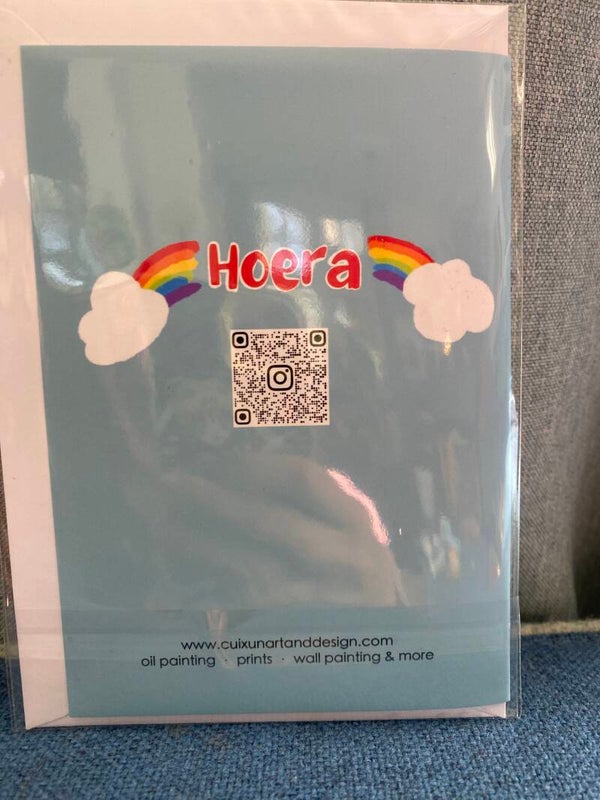 Hoera
www.cuixunartanddesign.com
oil painting · prints · wall painting & more